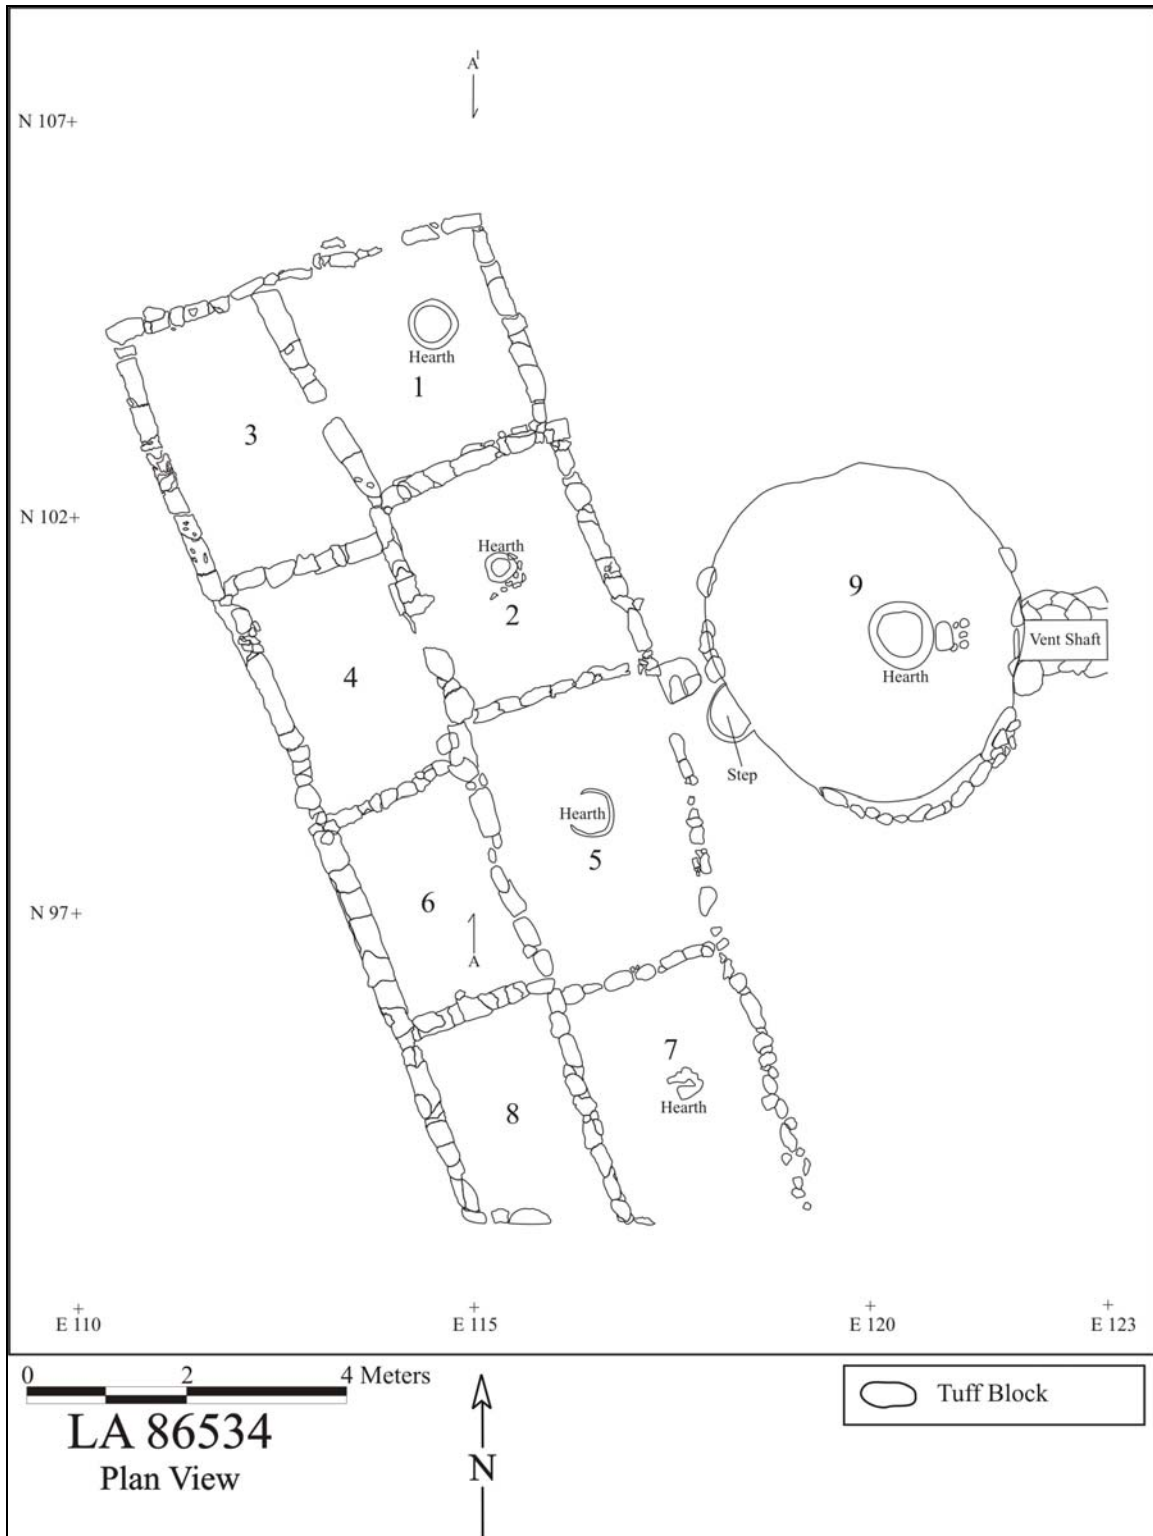 A'
N 107+
Hearth
1
3
N 102+
Hearth
2
9
Vent Shaft
Hearth
4
Step
Hearth
5
6
N 97+
A
7
Hearth
8
+ + + +
E 110 E 115 E 120 E 123
0 2 4 Meters
LA 86534
Plan View
N
Tuff Block